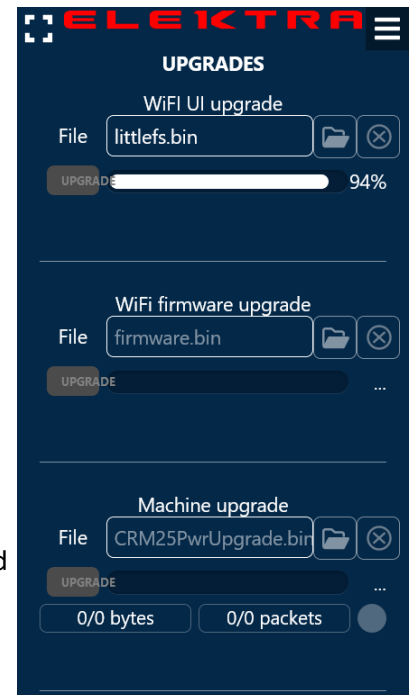 ELEKTRA
UPGRADES
WiFI UI upgrade
File littlefs.bin
UPGRADE 94%
WiFi firmware upgrade
File firmware.bin
UPGRADE ...
Machine upgrade
File CRM25PwrUpgrade.bin
UPGRADE ...
0/0 bytes 0/0 packets